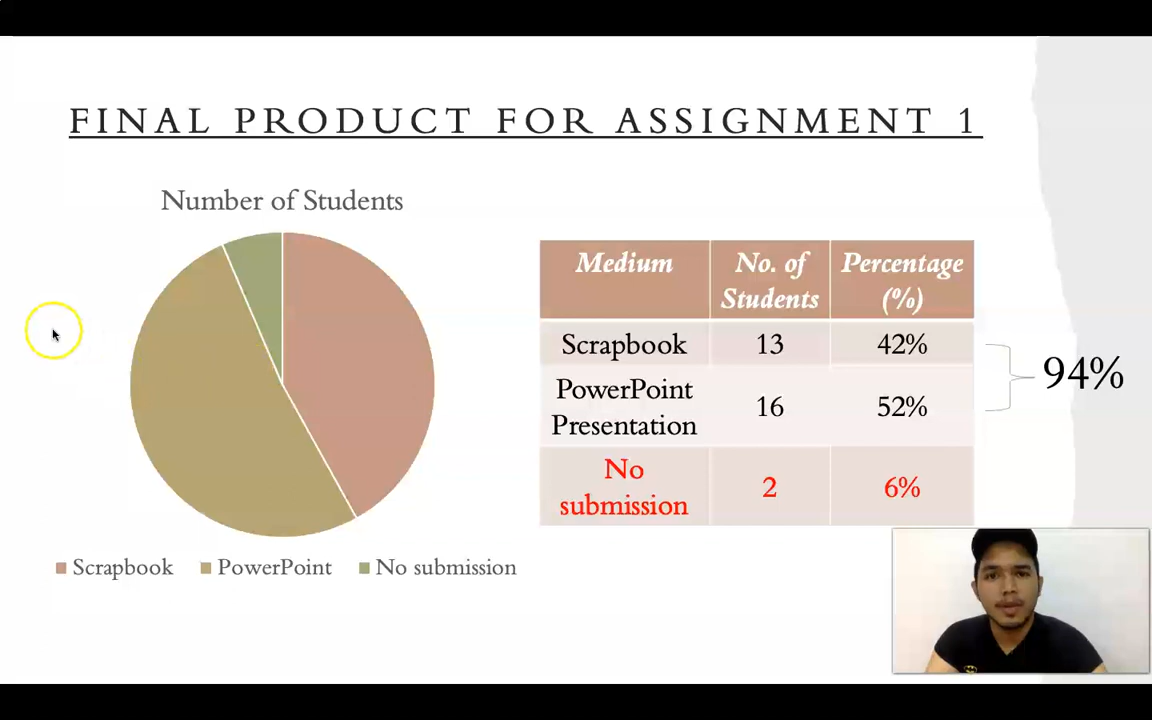 FINAL PRODUCT FOR ASSIGNMENT 1
Number of Students
Scrapbook PowerPoint No submission
Medium No. of Students Percentage (%)
Scrapbook 13 42%
PowerPoint Presentation 16 52%
No submission 2 6%
94%